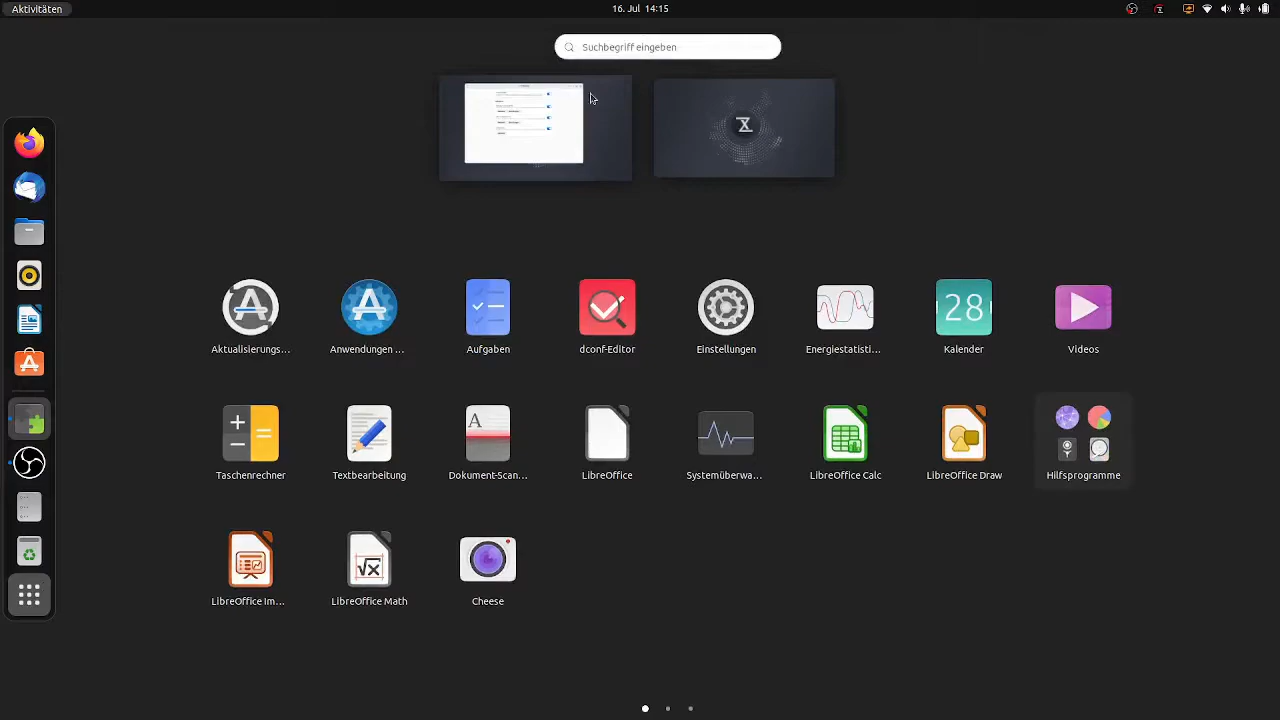 Aktivitäten
16. Jul 14:15
Suchbegriff eingeben
Aktualisierungs...
Anwendungen ...
Aufgaben
dconf-Editor
Einstellungen
Energiestatisti...
28
Kalender
Videos
Taschenrechner
Textbearbeitung
A
Dokument-Scan...
LibreOffice
Systemüberwa...
LibreOffice Calc
LibreOffice Draw
Hilfsprogramme
LibreOffice Im...
√x
LibreOffice Math
Cheese